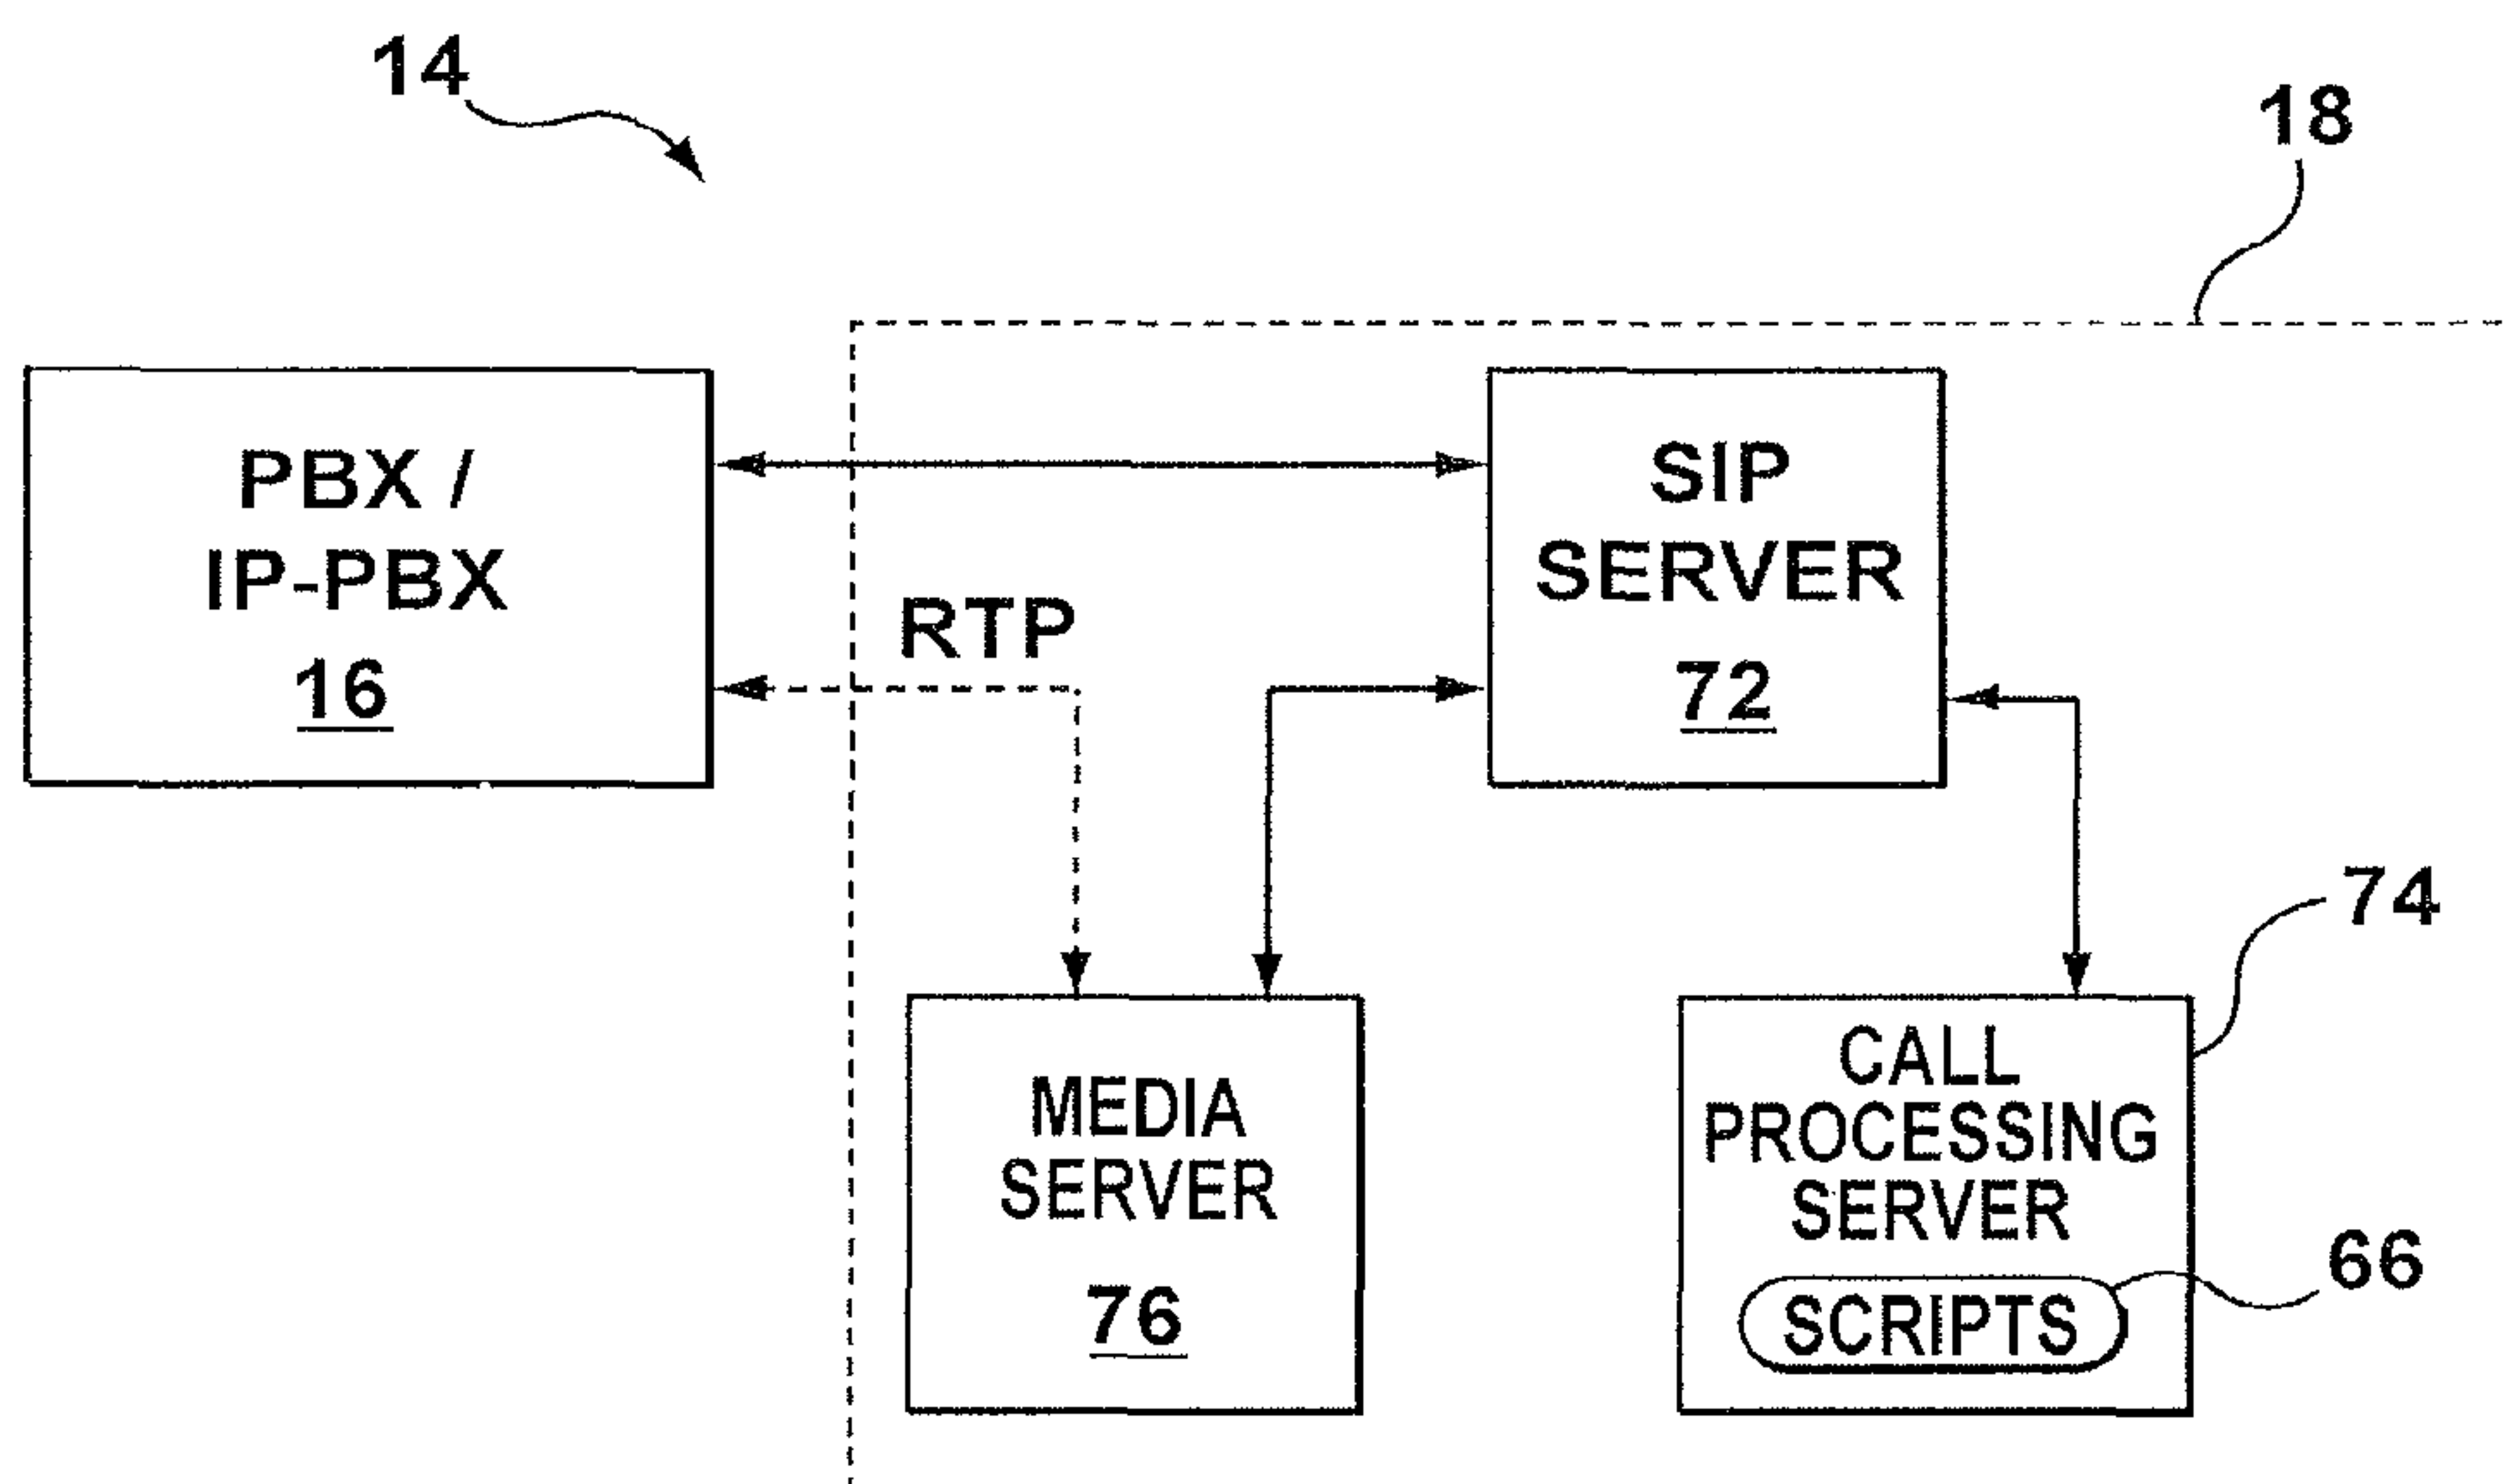 14
18
PBX /
IP-PBX
16
RTP
SIP
SERVER
72
74
MEDIA
SERVER
76
CALL
PROCESSING
SERVER
66
SCRIPTS